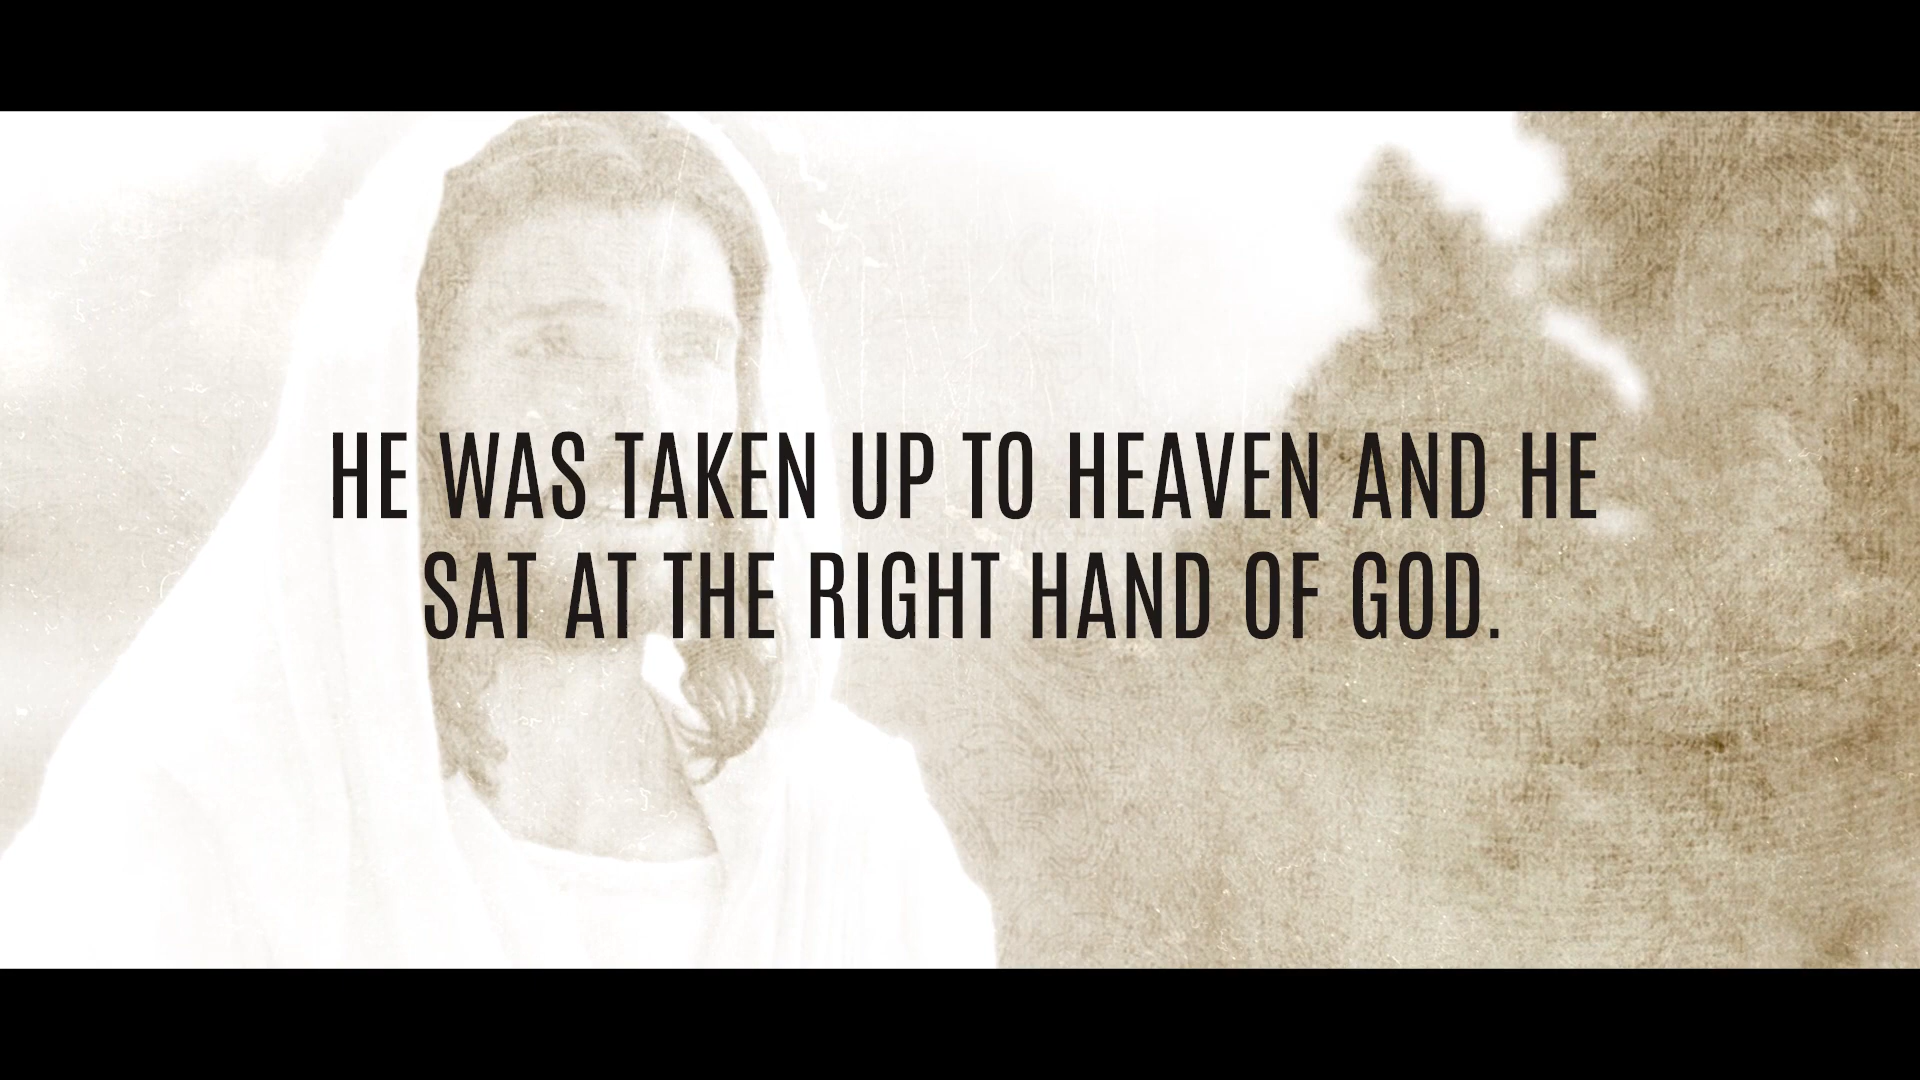 HE WAS TAKEN UP TO HEAVEN AND HE
SAT AT THE RIGHT HAND OF GOD.